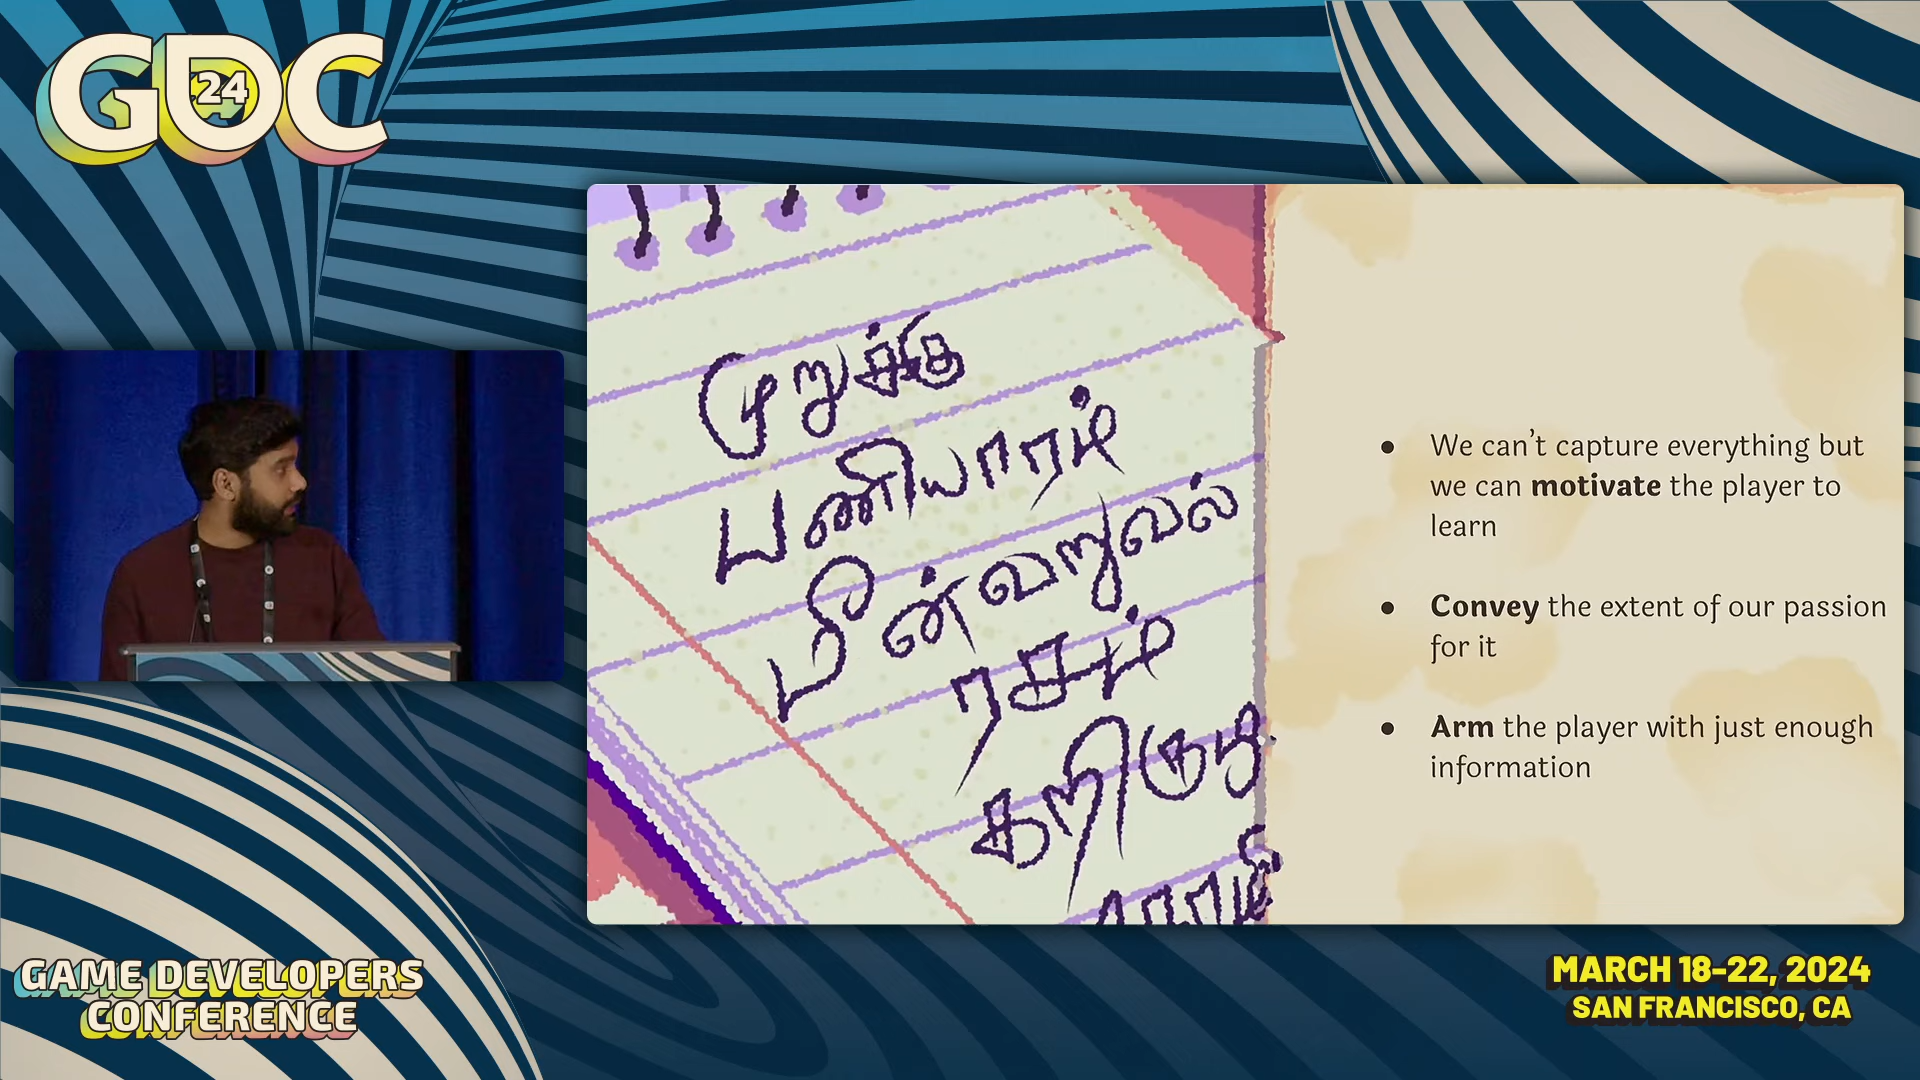 GDC
24
முறுக்கு
பணியாரம்
மீன் வறுவல்
ரசம்
• We can't capture everything but
we can motivate the player to
learn
• Convey the extent of our passion
for it
• Arm the player with just enough
information
GAME DEVELOPERS
CONFERENCE
MARCH 18-22, 2024
SAN FRANCISCO, CA